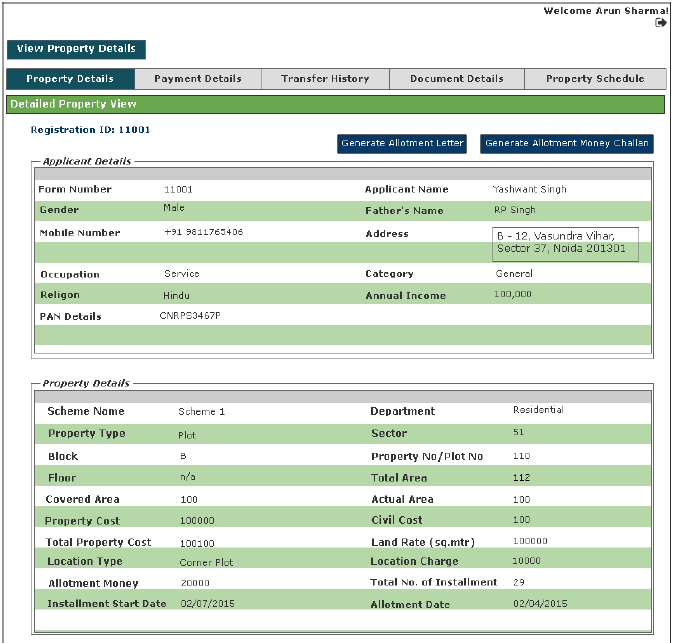 Welcome Arun Sharma!
View Property Details
Property Details Payment Details Transfer History Document Details Property Schedule
Detailed Property View
Registration ID: 11001
Generate Allotment Letter Generate Allotment Money Challan
Applicant Details
Form Number 11001 Applicant Name Yashwant Singh
Gender Male Father's Name RP Singh
Mobile Number +91 9811765406 Address B - 12, Vasundra Vihar,
Sector 37, Noida 201301
Occupation Service Category General
Religon Hindu Annual Income 100,000
PAN Details CNRPS3467P
Property Details
Scheme Name Scheme 1 Department Residential
Property Type Plot Sector 51
Block B Property No/Plot No 110
Floor n/a Total Area 112
Covered Area 100 Actual Area 100
Property Cost 100000 Civil Cost 100
Total Property Cost 100100 Land Rate (sq.mtr) 100000
Location Type Corner Plot Location Charge 10000
Allotment Money 20000 Total No. of Installment 29
Installment Start Date 02/07/2015 Allotment Date 02/04/2015